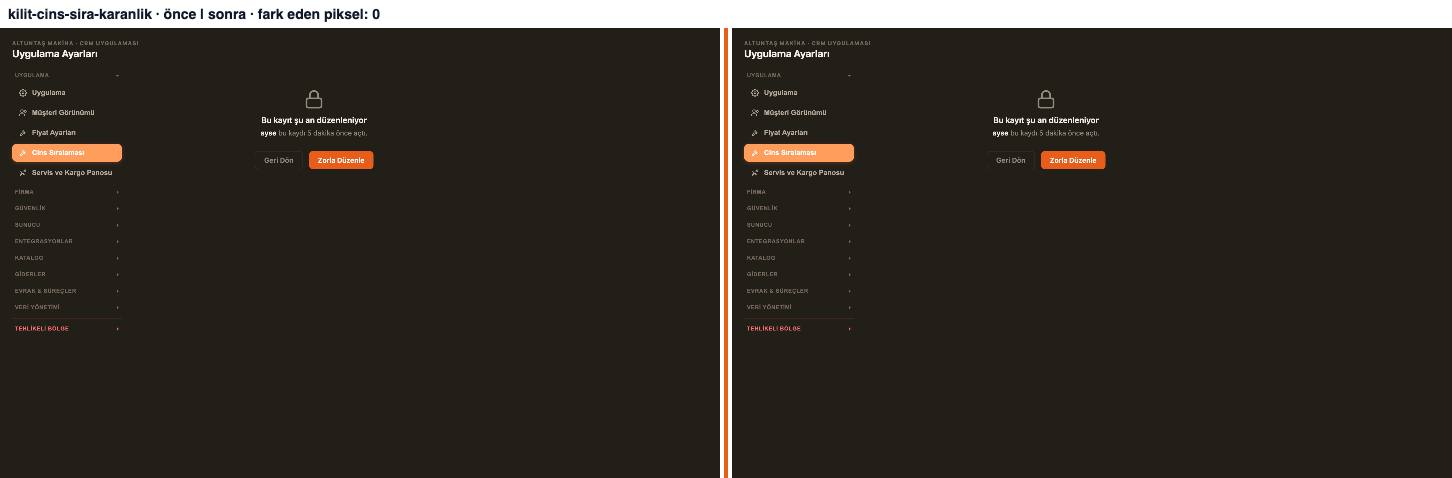 kilit-cins-sira-karanlik · önce | sonra · fark eden piksel: 0
ALTUNTAŞ MAKİNA · CRM UYGULAMASI
Uygulama Ayarları
UYGULAMA
Uygulama
Müşteri Görünümü
Fiyat Ayarları
Cins Sıralaması
Servis ve Kargo Panosu
FİRMA
GÜVENLİK
SUNUCU
ENTEGRASYONLAR
KATALOG
GİDERLER
EVRAK & SÜREÇLER
VERİ YÖNETİMİ
TEHLİKELİ BÖLGE
Bu kayıt şu an düzenleniyor
ayse bu kaydı 5 dakika önce açtı.
Geri Dön Zorla Düzenle
ALTUNTAŞ MAKİNA · CRM UYGULAMASI
Uygulama Ayarları
UYGULAMA
Uygulama
Müşteri Görünümü
Fiyat Ayarları
Cins Sıralaması
Servis ve Kargo Panosu
FİRMA
GÜVENLİK
SUNUCU
ENTEGRASYONLAR
KATALOG
GİDERLER
EVRAK & SÜREÇLER
VERİ YÖNETİMİ
TEHLİKELİ BÖLGE
Bu kayıt şu an düzenleniyor
ayse bu kaydı 5 dakika önce açtı.
Geri Dön Zorla Düzenle